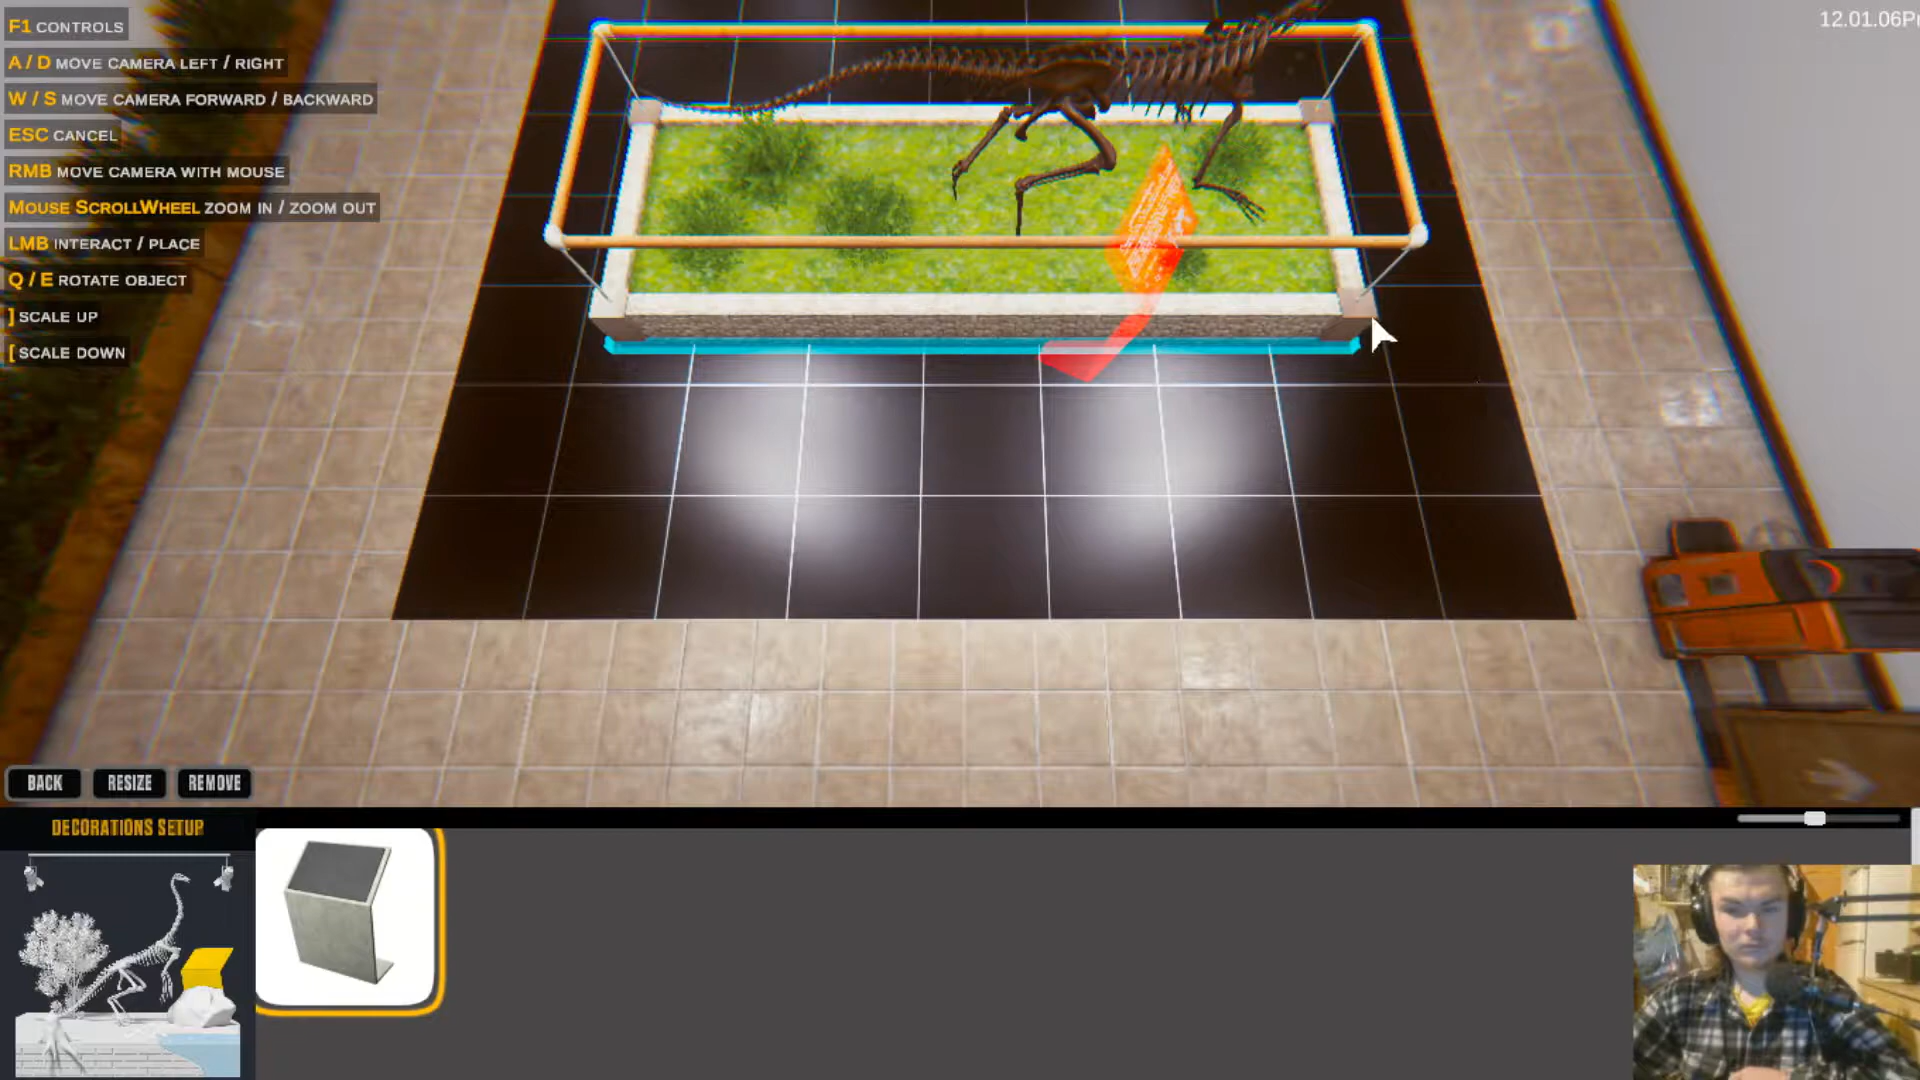 F1 CONTROLS
12.01.06Pr
A / D MOVE CAMERA LEFT / RIGHT
W / S MOVE CAMERA FORWARD / BACKWARD
ESC CANCEL
RMB MOVE CAMERA WITH MOUSE
MOUSE SCROLLWHEEL ZOOM IN / ZOOM OUT
LMB INTERACT / PLACE
Q / E ROTATE OBJECT
] SCALE UP
[ SCALE DOWN
BACK RESIZE REMOVE
DECORATIONS SETUP